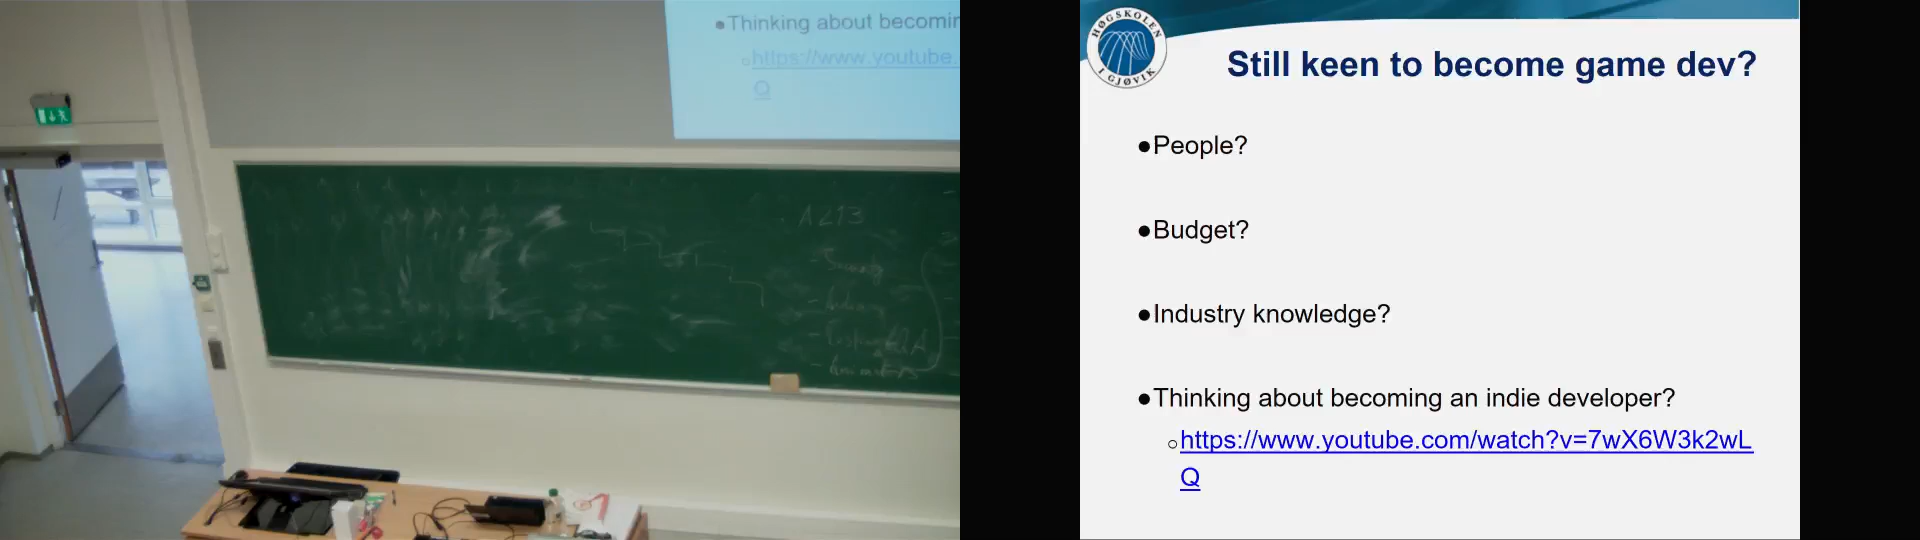 ●Thinking about becomin
○https://www.youtube.
Q
A213
HØGSKOLEN
I GJØVIK
Still keen to become game dev?
●People?
●Budget?
●Industry knowledge?
●Thinking about becoming an indie developer?
○https://www.youtube.com/watch?v=7wX6W3k2wL
Q